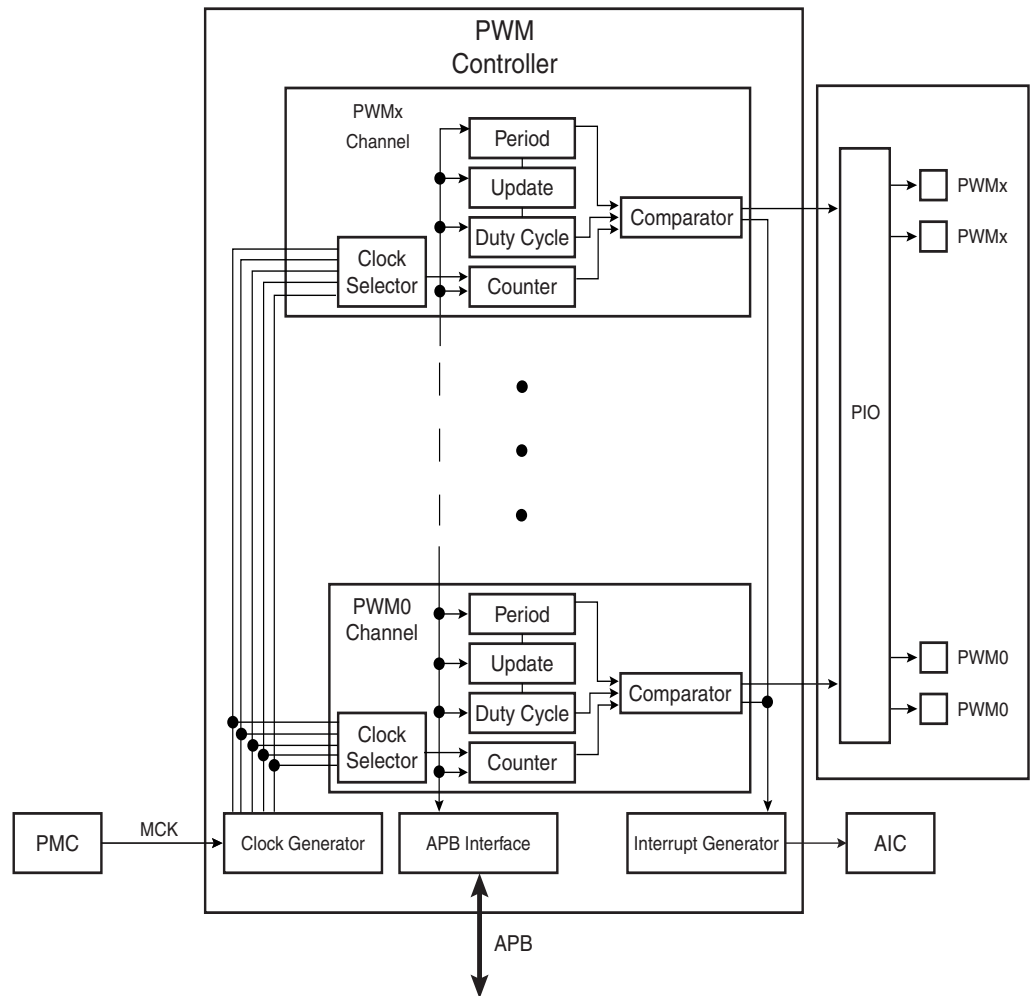 PWM
Controller
PWMx
Channel
Period
Update
Duty Cycle
Counter
Clock
Selector
Comparator
PIO
PWMx
PWMx
PWM0
Channel
Period
Update
Duty Cycle
Counter
Clock
Selector
Comparator
PWM0
PWM0
PMC
MCK
Clock Generator
APB Interface
Interrupt Generator
AIC
APB